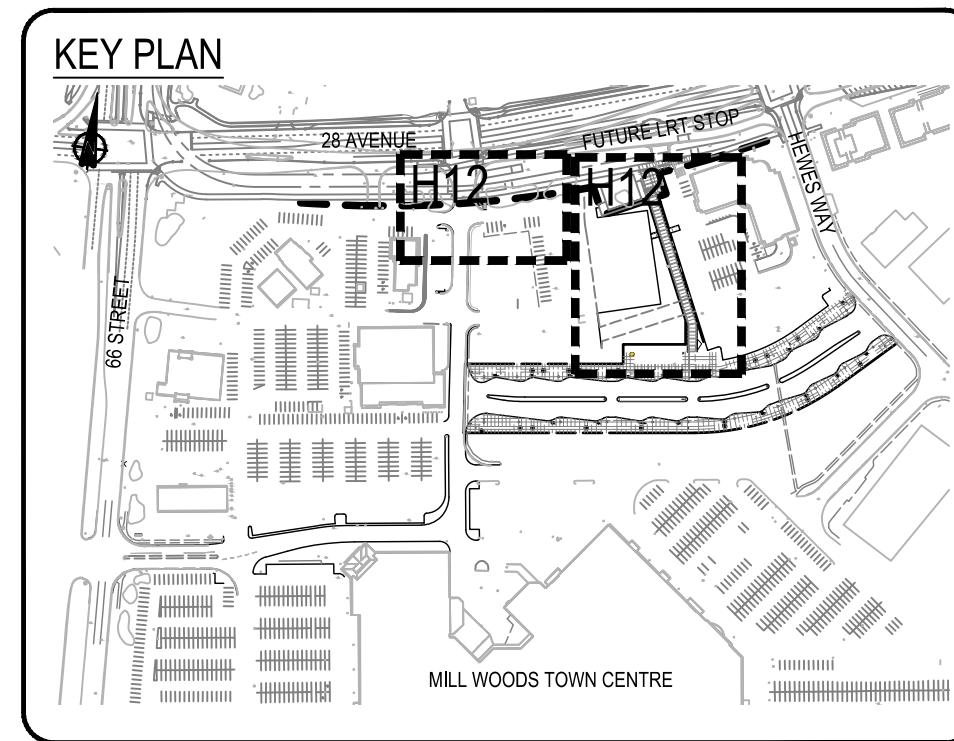 KEY PLAN
28 AVENUE
FUTURE LRT STOP
HEWES WAY
H12
H12
66 STREET
MILL WOODS TOWN CENTRE